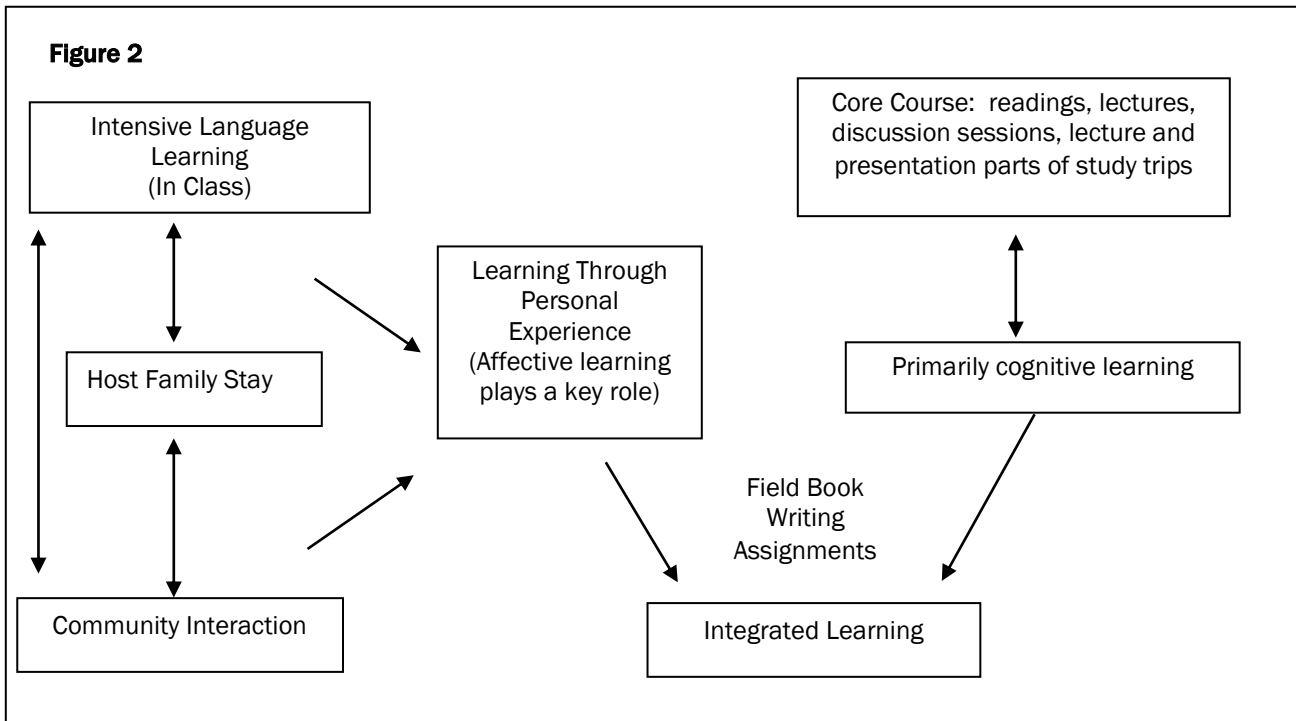 Figure 2
Intensive Language
Learning
(In Class)
Host Family Stay
Community Interaction
Learning Through
Personal
Experience
(Affective learning
plays a key role)
Core Course:  readings, lectures,
discussion sessions, lecture and
presentation parts of study trips
Primarily cognitive learning
Field Book
Writing
Assignments
Integrated Learning